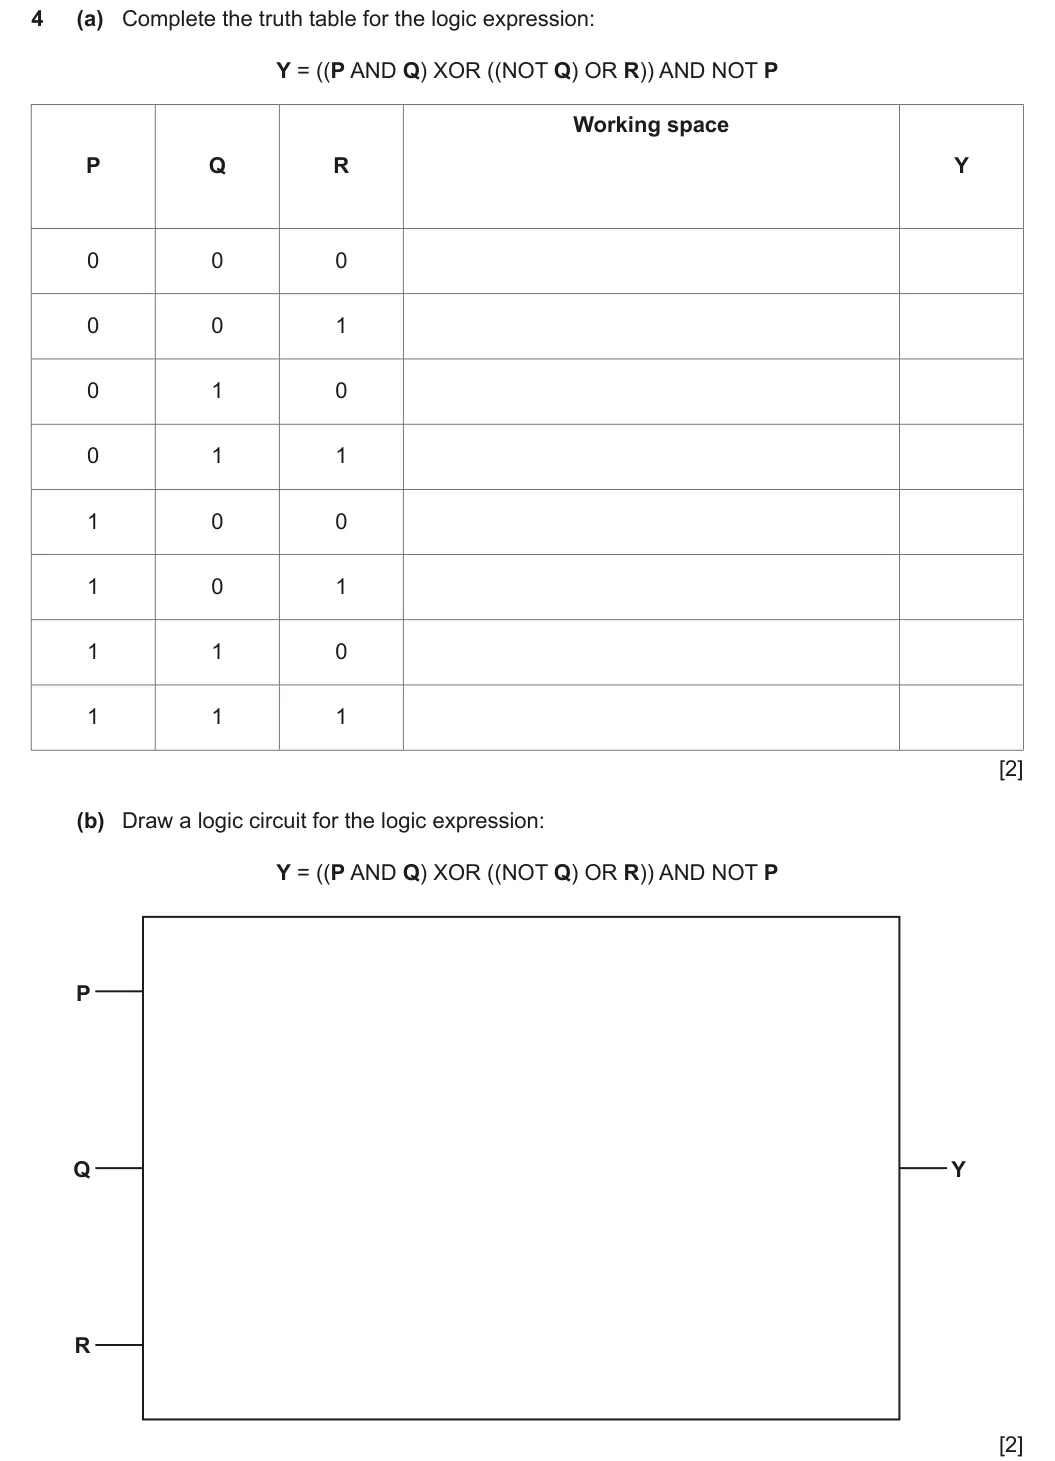 4 (a) Complete the truth table for the logic expression:
Y = ((P AND Q) XOR ((NOT Q) OR R)) AND NOT P
Working space
P Q R Y
0 0 0
0 0 1
0 1 0
0 1 1
1 0 0
1 0 1
1 1 0
1 1 1
[2]
(b) Draw a logic circuit for the logic expression:
Y = ((P AND Q) XOR ((NOT Q) OR R)) AND NOT P
P
Q Y
R
[2]